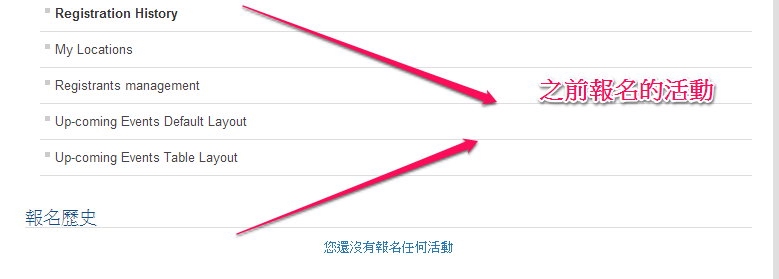 Registration History
My Locations
之前報名的活動
Registrants management
Up-coming Events Default Layout
Up-coming Events Table Layout
報名歷史
您還沒有報名任何活動